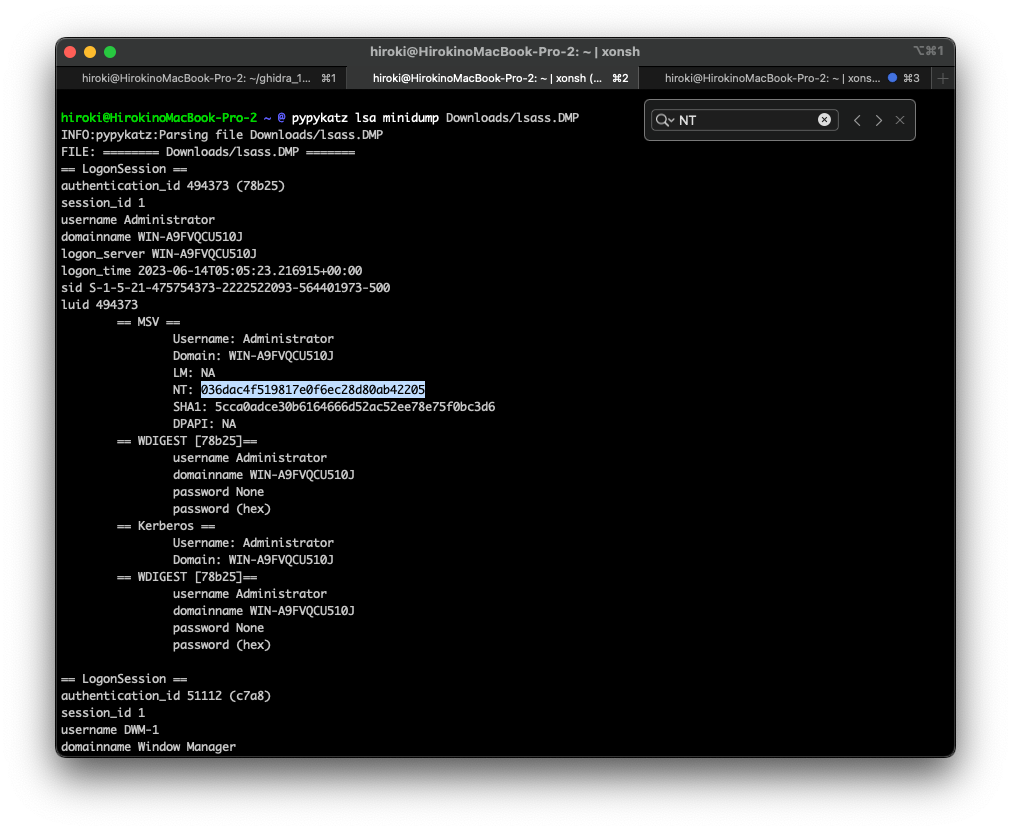 hiroki@HirokinoMacBook-Pro-2: ~ | xonsh
⌥⌘1
hiroki@HirokinoMacBook-Pro-2: ~/ghidra_1... ⌘1
hiroki@HirokinoMacBook-Pro-2: ~ | xonsh (... ⌘2
hiroki@HirokinoMacBook-Pro-2: ~ | xons... ⌘3
NT
hiroki@HirokinoMacBook-Pro-2 ~ @ pypykatz lsa minidump Downloads/lsass.DMP
INFO:pypykatz:Parsing file Downloads/lsass.DMP
FILE: ======== Downloads/lsass.DMP =======
== LogonSession ==
authentication_id 494373 (78b25)
session_id 1
username Administrator
domainname WIN-A9FVQCU510J
logon_server WIN-A9FVQCU510J
logon_time 2023-06-14T05:05:23.216915+00:00
sid S-1-5-21-475754373-2222522093-564401973-500
luid 494373
== MSV ==
Username: Administrator
Domain: WIN-A9FVQCU510J
LM: NA
NT: 036dac4f519817e0f6ec28d80ab42205
SHA1: 5cca0adce30b6164666d52ac52ee78e75f0bc3d6
DPAPI: NA
== WDIGEST [78b25]==
username Administrator
domainname WIN-A9FVQCU510J
password None
password (hex)
== Kerberos ==
Username: Administrator
Domain: WIN-A9FVQCU510J
== WDIGEST [78b25]==
username Administrator
domainname WIN-A9FVQCU510J
password None
password (hex)
== LogonSession ==
authentication_id 51112 (c7a8)
session_id 1
username DWM-1
domainname Window Manager